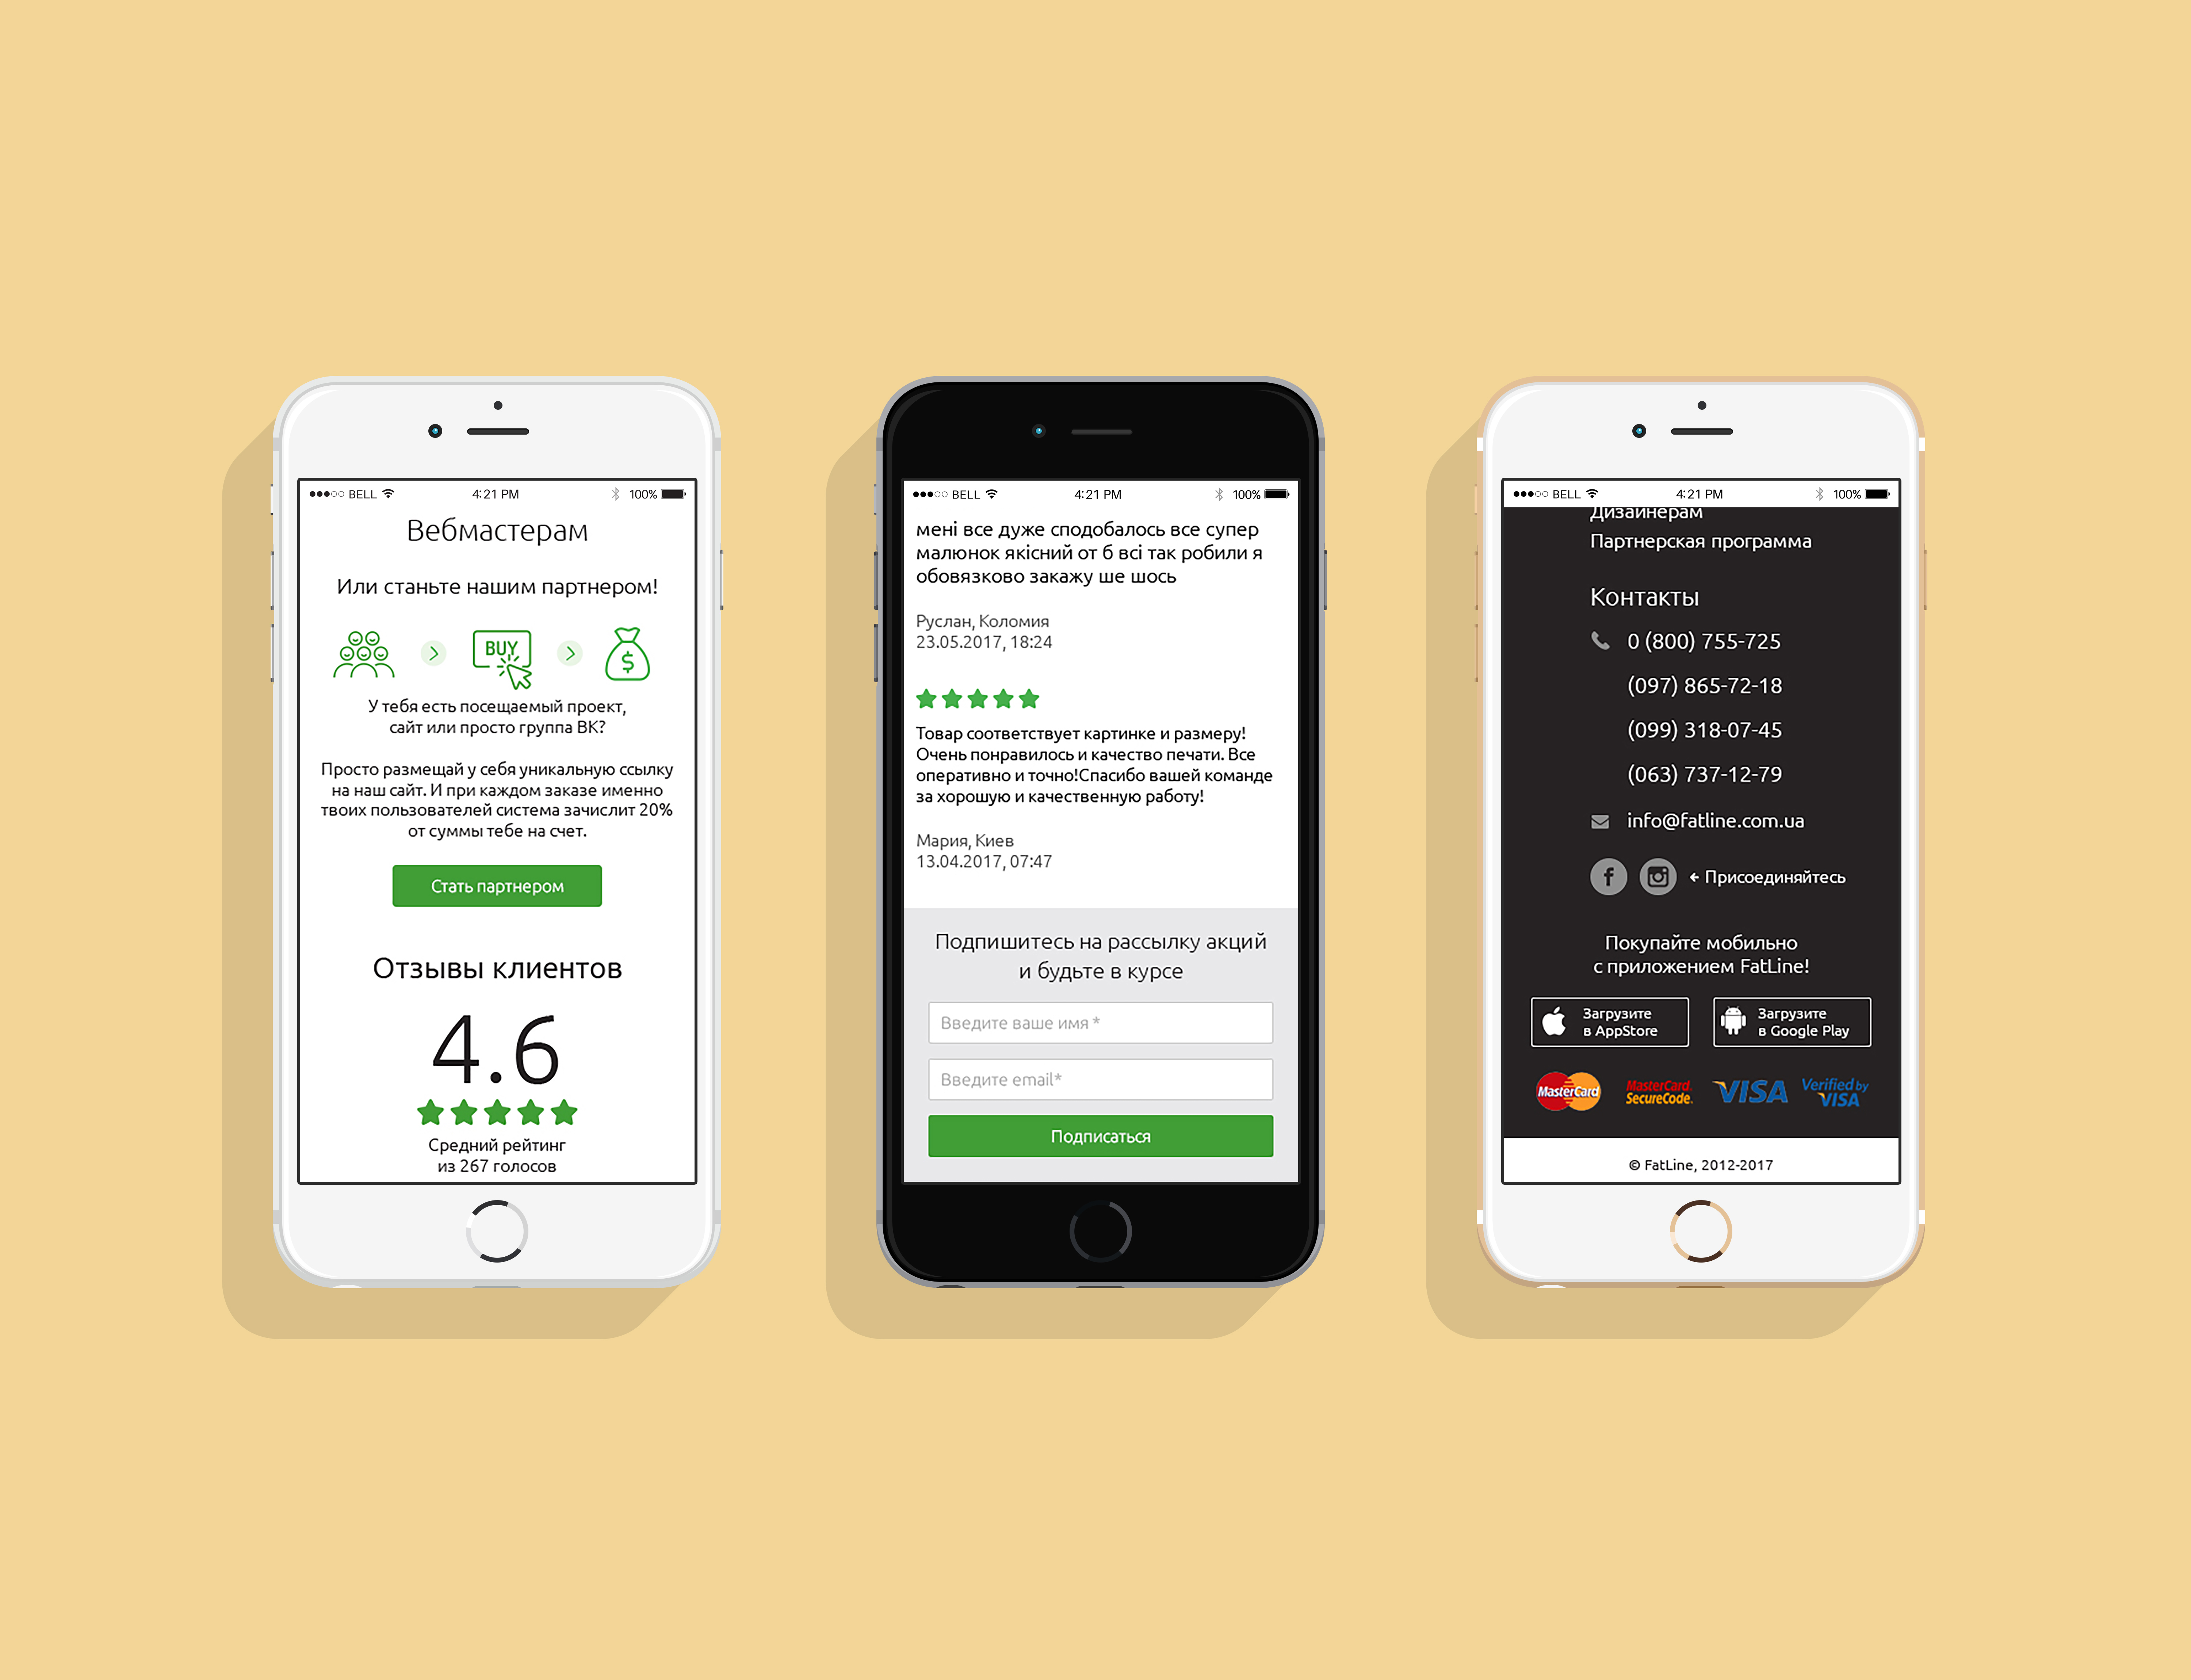 BELL 4:21 PM 100%
Вебмастерам
Или станьте нашим партнером!
BUY
$
У тебя есть посещаемый проект,
сайт или просто группа ВК?
Просто размещай у себя уникальную ссылку
на наш сайт. И при каждом заказе именно
твоих пользователей система зачислит 20%
от суммы тебе на счет.
Стать партнером
Отзывы клиентов
4.6
Средний рейтинг
из 267 голосов
BELL 4:21 PM 100%
мені все дуже сподобалось все супер
малюнок якісний от б всі так робили я
обовязково закажу ше шось
Руслан, Коломия
23.05.2017, 18:24
Товар соответствует картинке и размеру!
Очень понравилось и качество печати. Все
оперативно и точно!Спасибо вашей команде
за хорошую и качественную работу!
Мария, Киев
13.04.2017, 07:47
Подпишитесь на рассылку акций
и будьте в курсе
Введите ваше имя *
Введите email*
Подписаться
BELL 4:21 PM 100%
Дизайнерам
Партнерская программа
Контакты
0 (800) 755-725
(097) 865-72-18
(099) 318-07-45
(063) 737-12-79
info@fatline.com.ua
f
← Присоединяйтесь
Покупайте мобильно
с приложением FatLine!
Загрузите
в AppStore
Загрузите
в Google Play
MasterCard
MasterCard.
SecureCode.
VISA
Verified by
VISA
© FatLine, 2012-2017